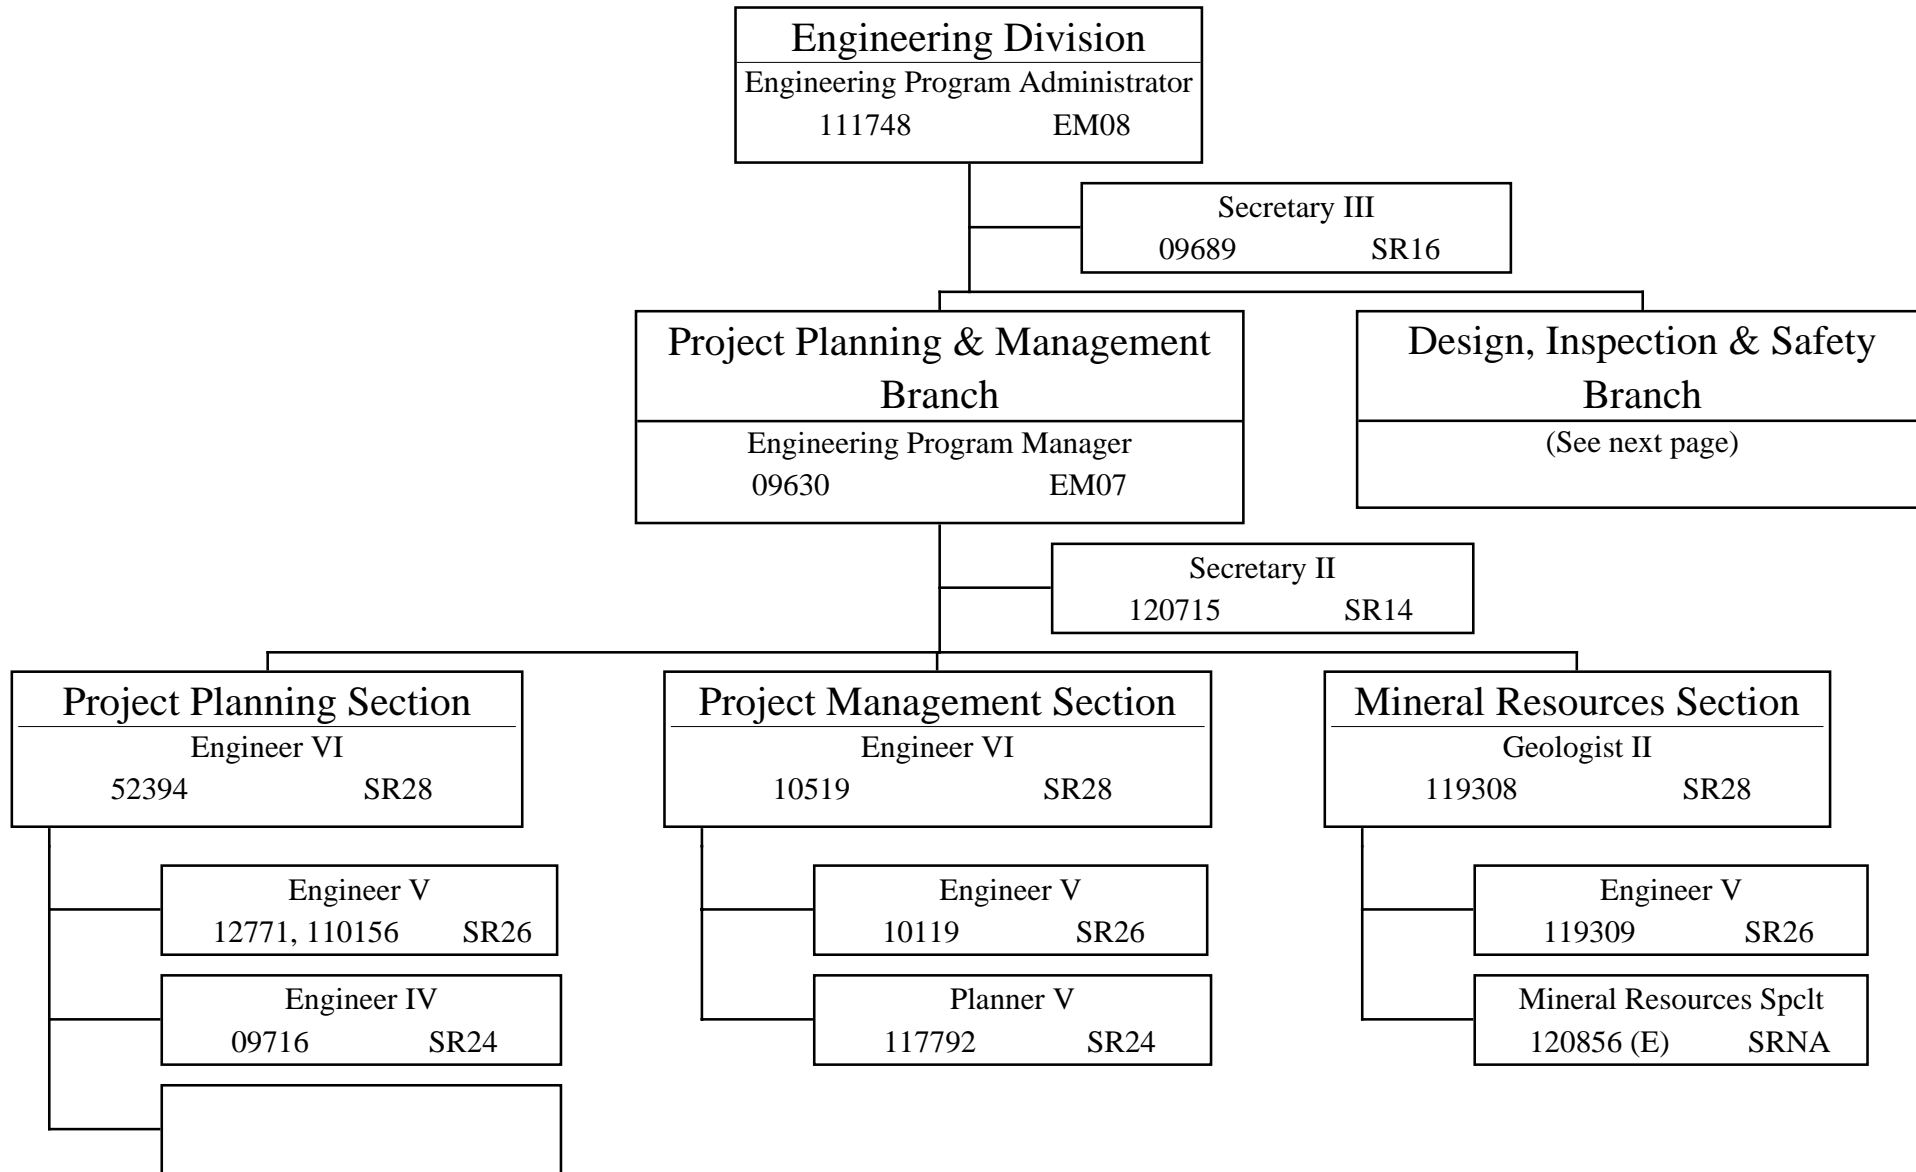 Engineering Division
Engineering Program Administrator
111748 EM08
Secretary III
09689 SR16
Project Planning & Management
Branch
Engineering Program Manager
09630 EM07
Design, Inspection & Safety
Branch
(See next page)
Secretary II
120715 SR14
Project Planning Section
Engineer VI
52394 SR28
Project Management Section
Engineer VI
10519 SR28
Mineral Resources Section
Geologist II
119308 SR28
Engineer V
12771, 110156 SR26
Engineer IV
09716 SR24
Engineer V
10119 SR26
Planner V
117792 SR24
Engineer V
119309 SR26
Mineral Resources Spclt
120856 (E) SRNA